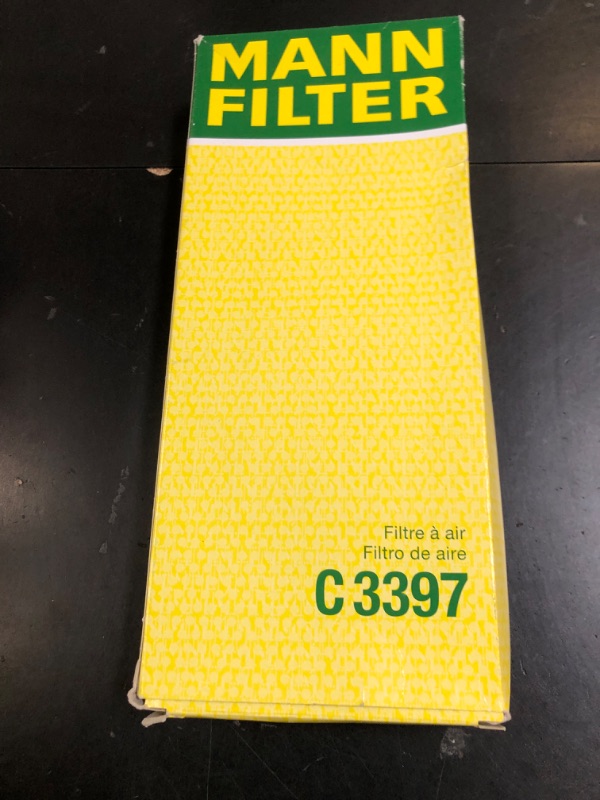 MANN
FILTER
Filtre à air
Filtro de aire
C 3397